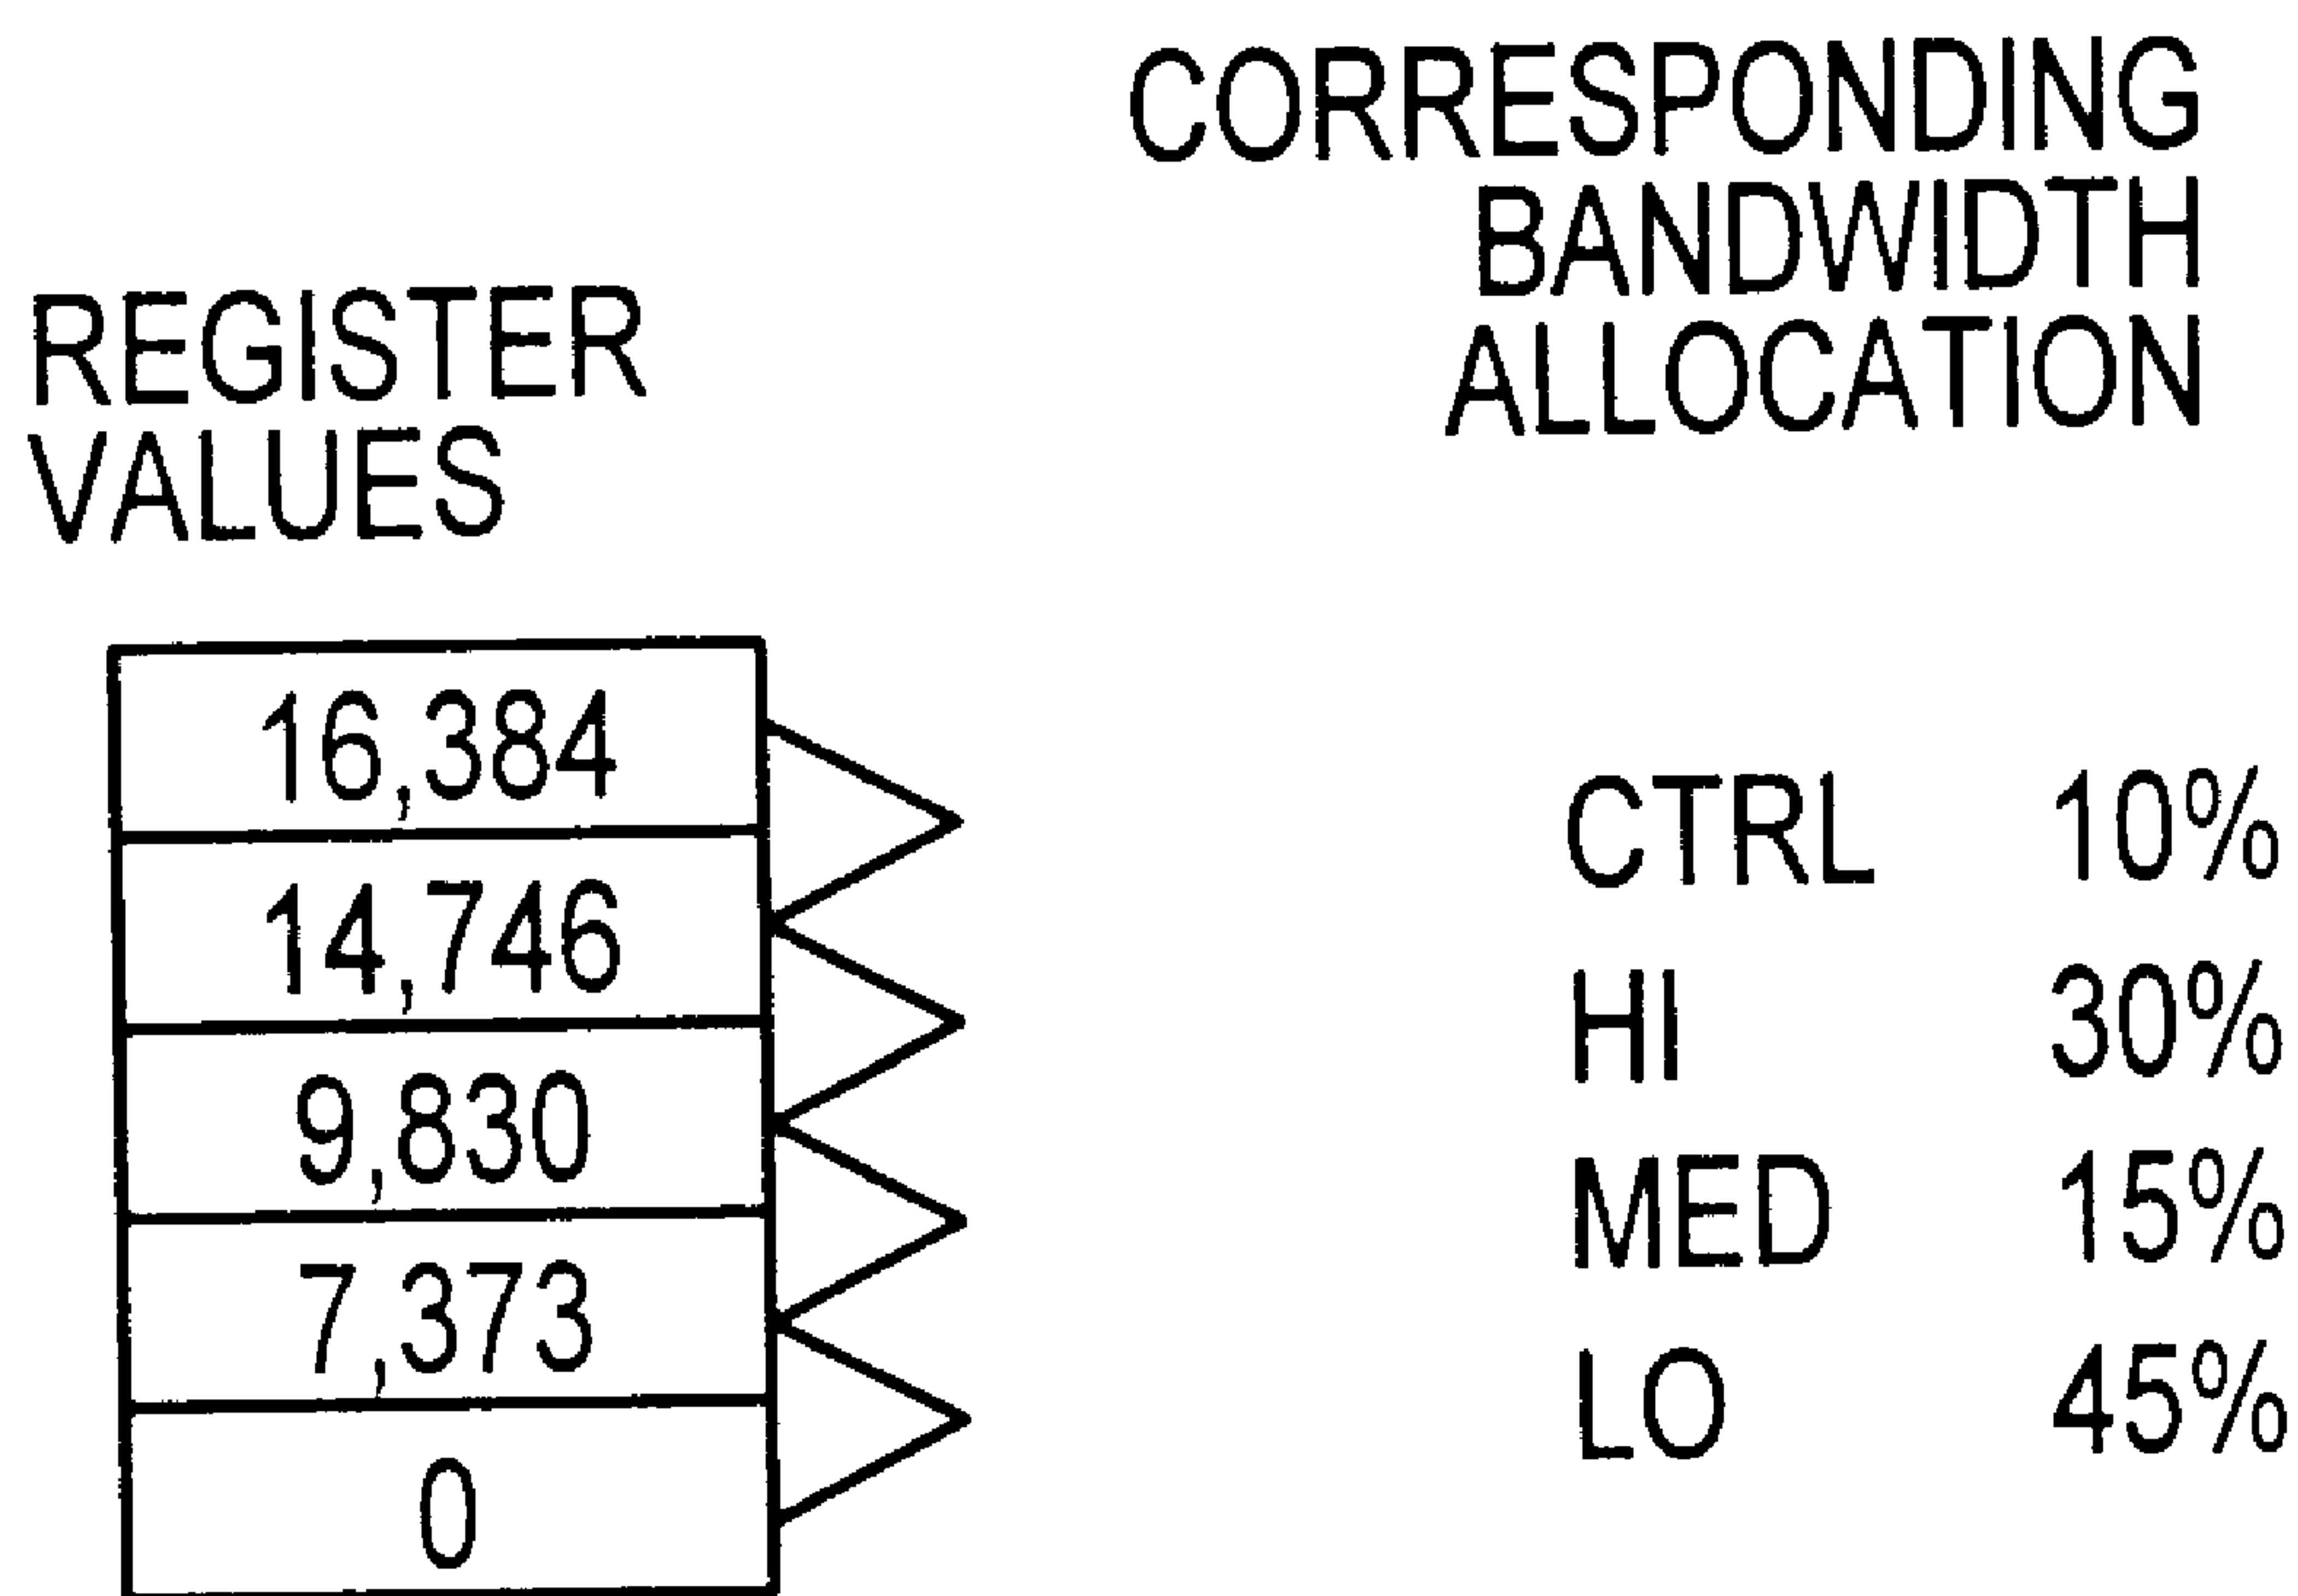 CORRESPONDING
BANDWIDTH
ALLOCATION
REGISTER
VALUES
16,384
14,746
9,830
7,373
0
CTRL 10%
HI 30%
MED 15%
LO 45%